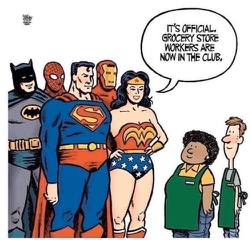 IT'S OFFICIAL.
GROCERY STORE
WORKERS ARE
NOW IN THE CLUB.
S